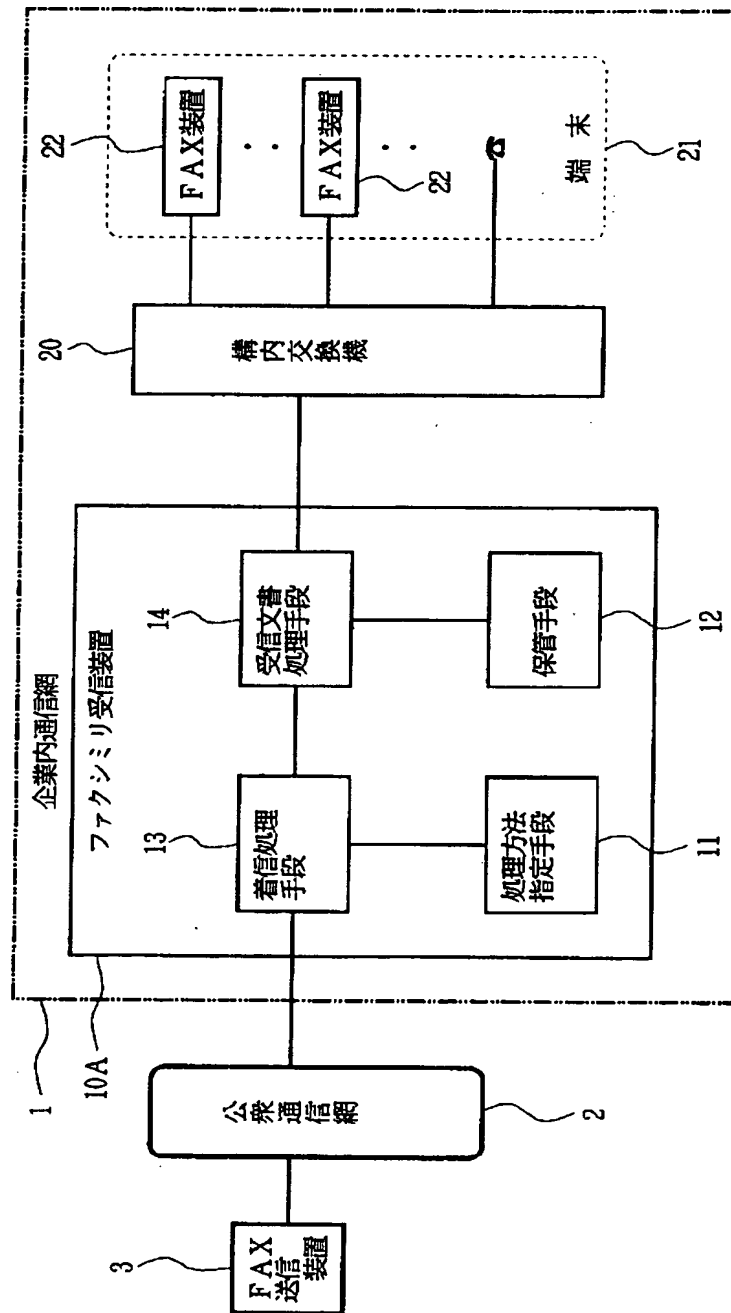 企業内通信網
ファクシミリ受信装置
1
10A
3
FAX
送信
装置
公衆通信網
2
13
着信処理
手段
処理方法
指定手段
11
14
受信文書
処理手段
保管手段
12
20
構内交換機
22
FAX装置
FAX装置
22
端末
21